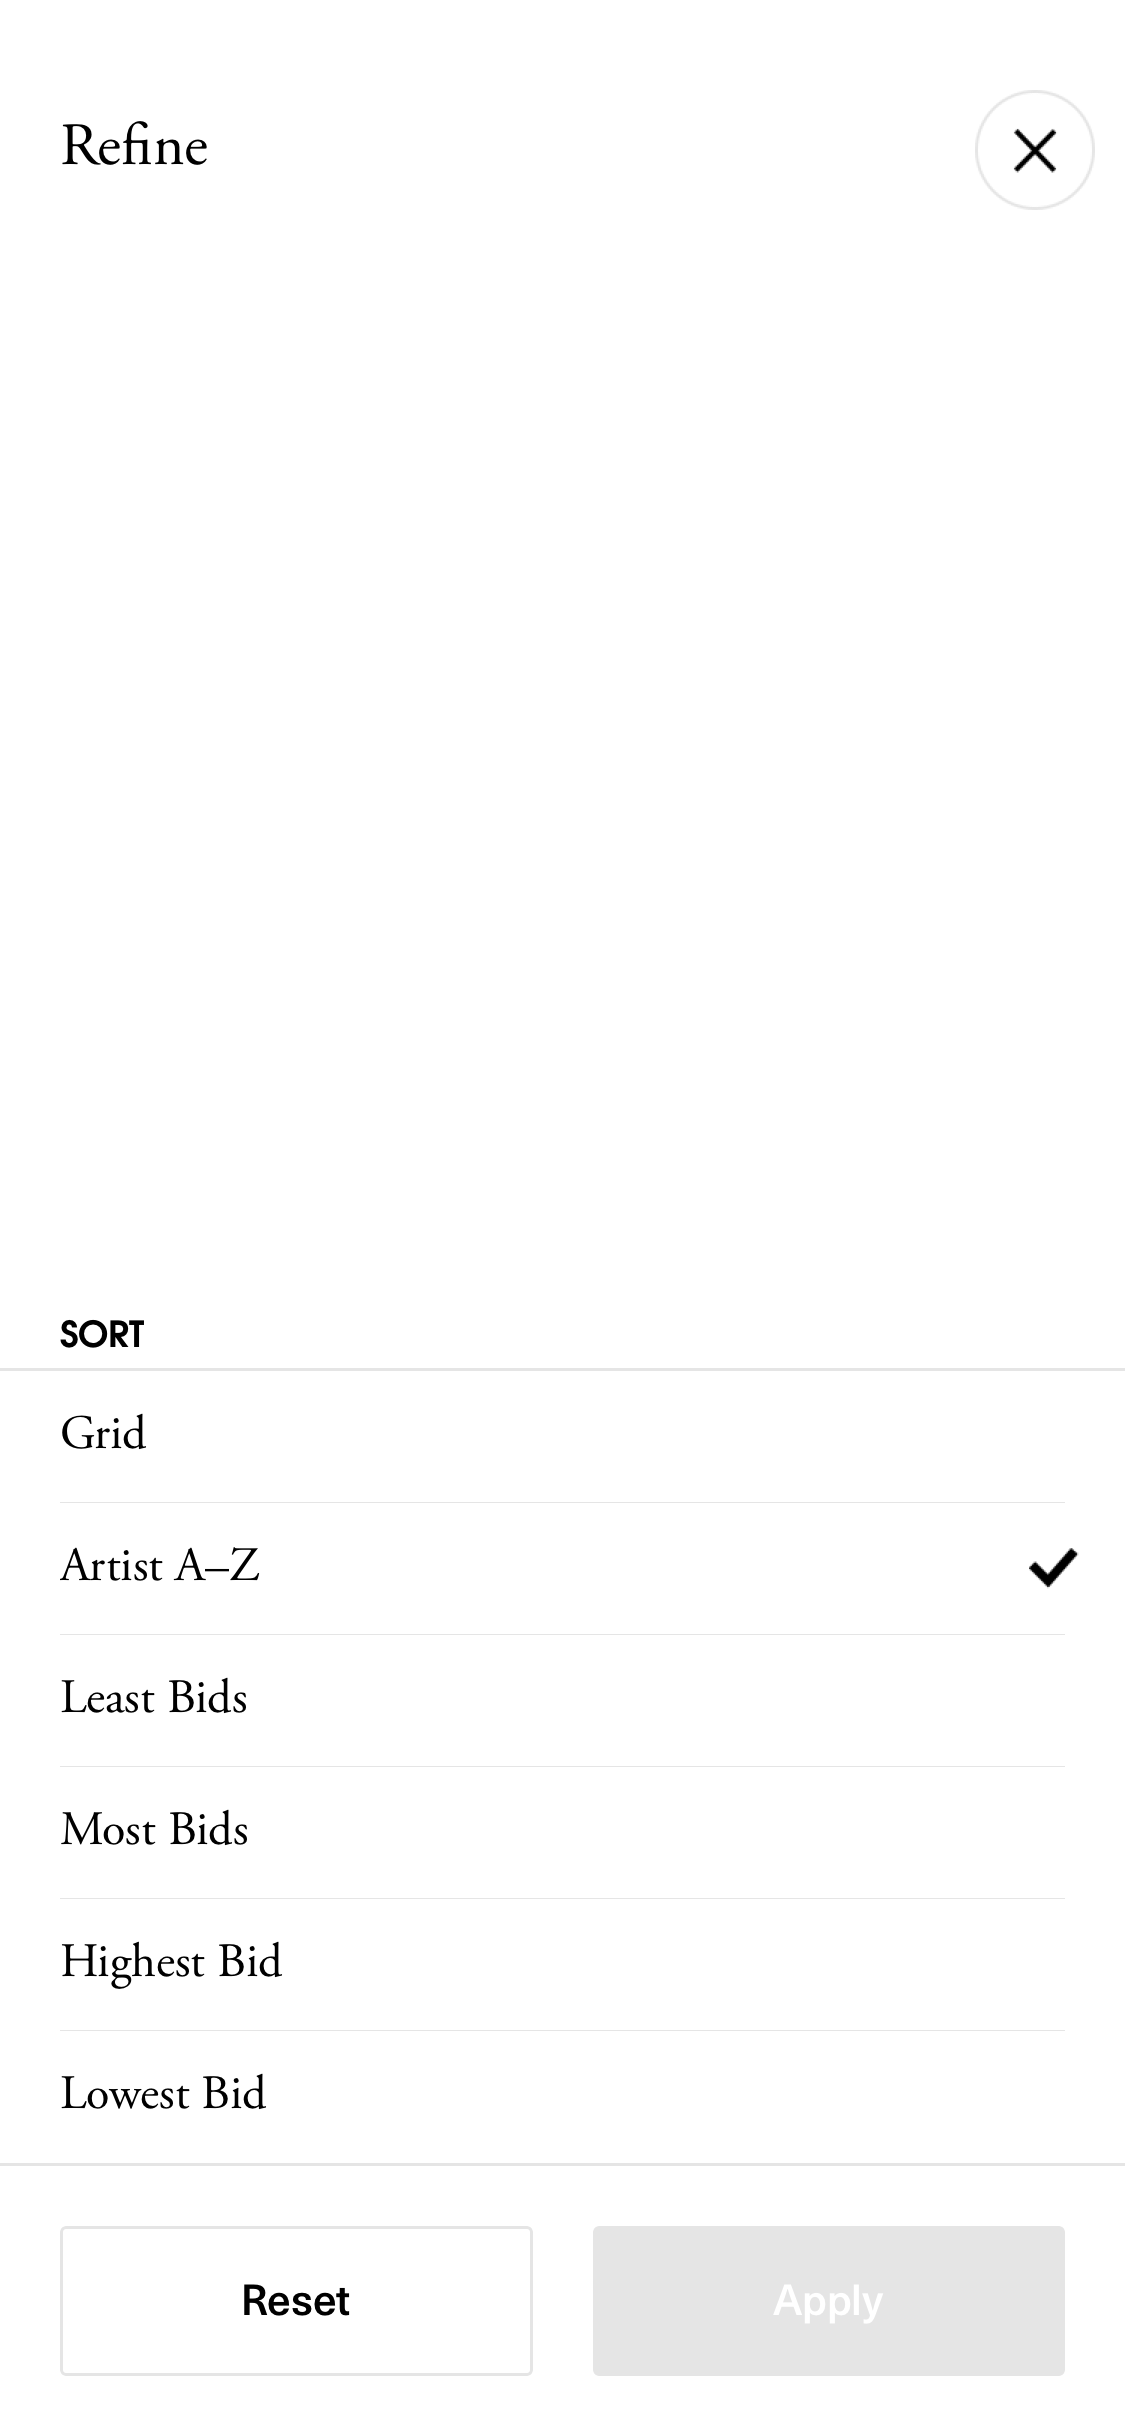 Refine
SORT
Grid
Artist A–Z
Least Bids
Most Bids
Highest Bid
Lowest Bid
Reset
Apply